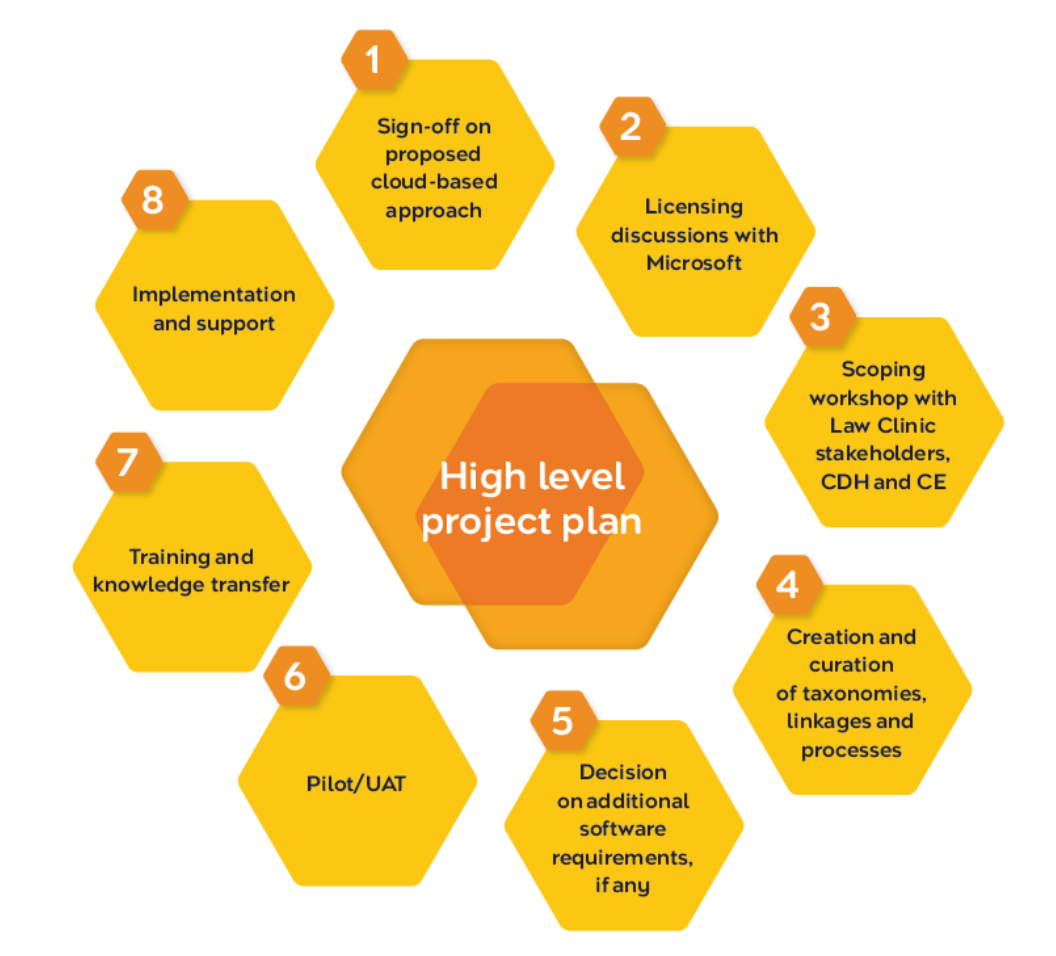 1
Sign-off on
proposed
cloud-based
approach
2
Licensing
discussions with
Microsoft
3
Scoping
workshop with
Law Clinic
stakeholders,
CDH and CE
4
Creation and
curation
of taxonomies,
linkages and
processes
5
Decision
on additional
software
requirements,
if any
6
Pilot/UAT
7
Training and
knowledge transfer
8
Implementation
and support
High level
project plan